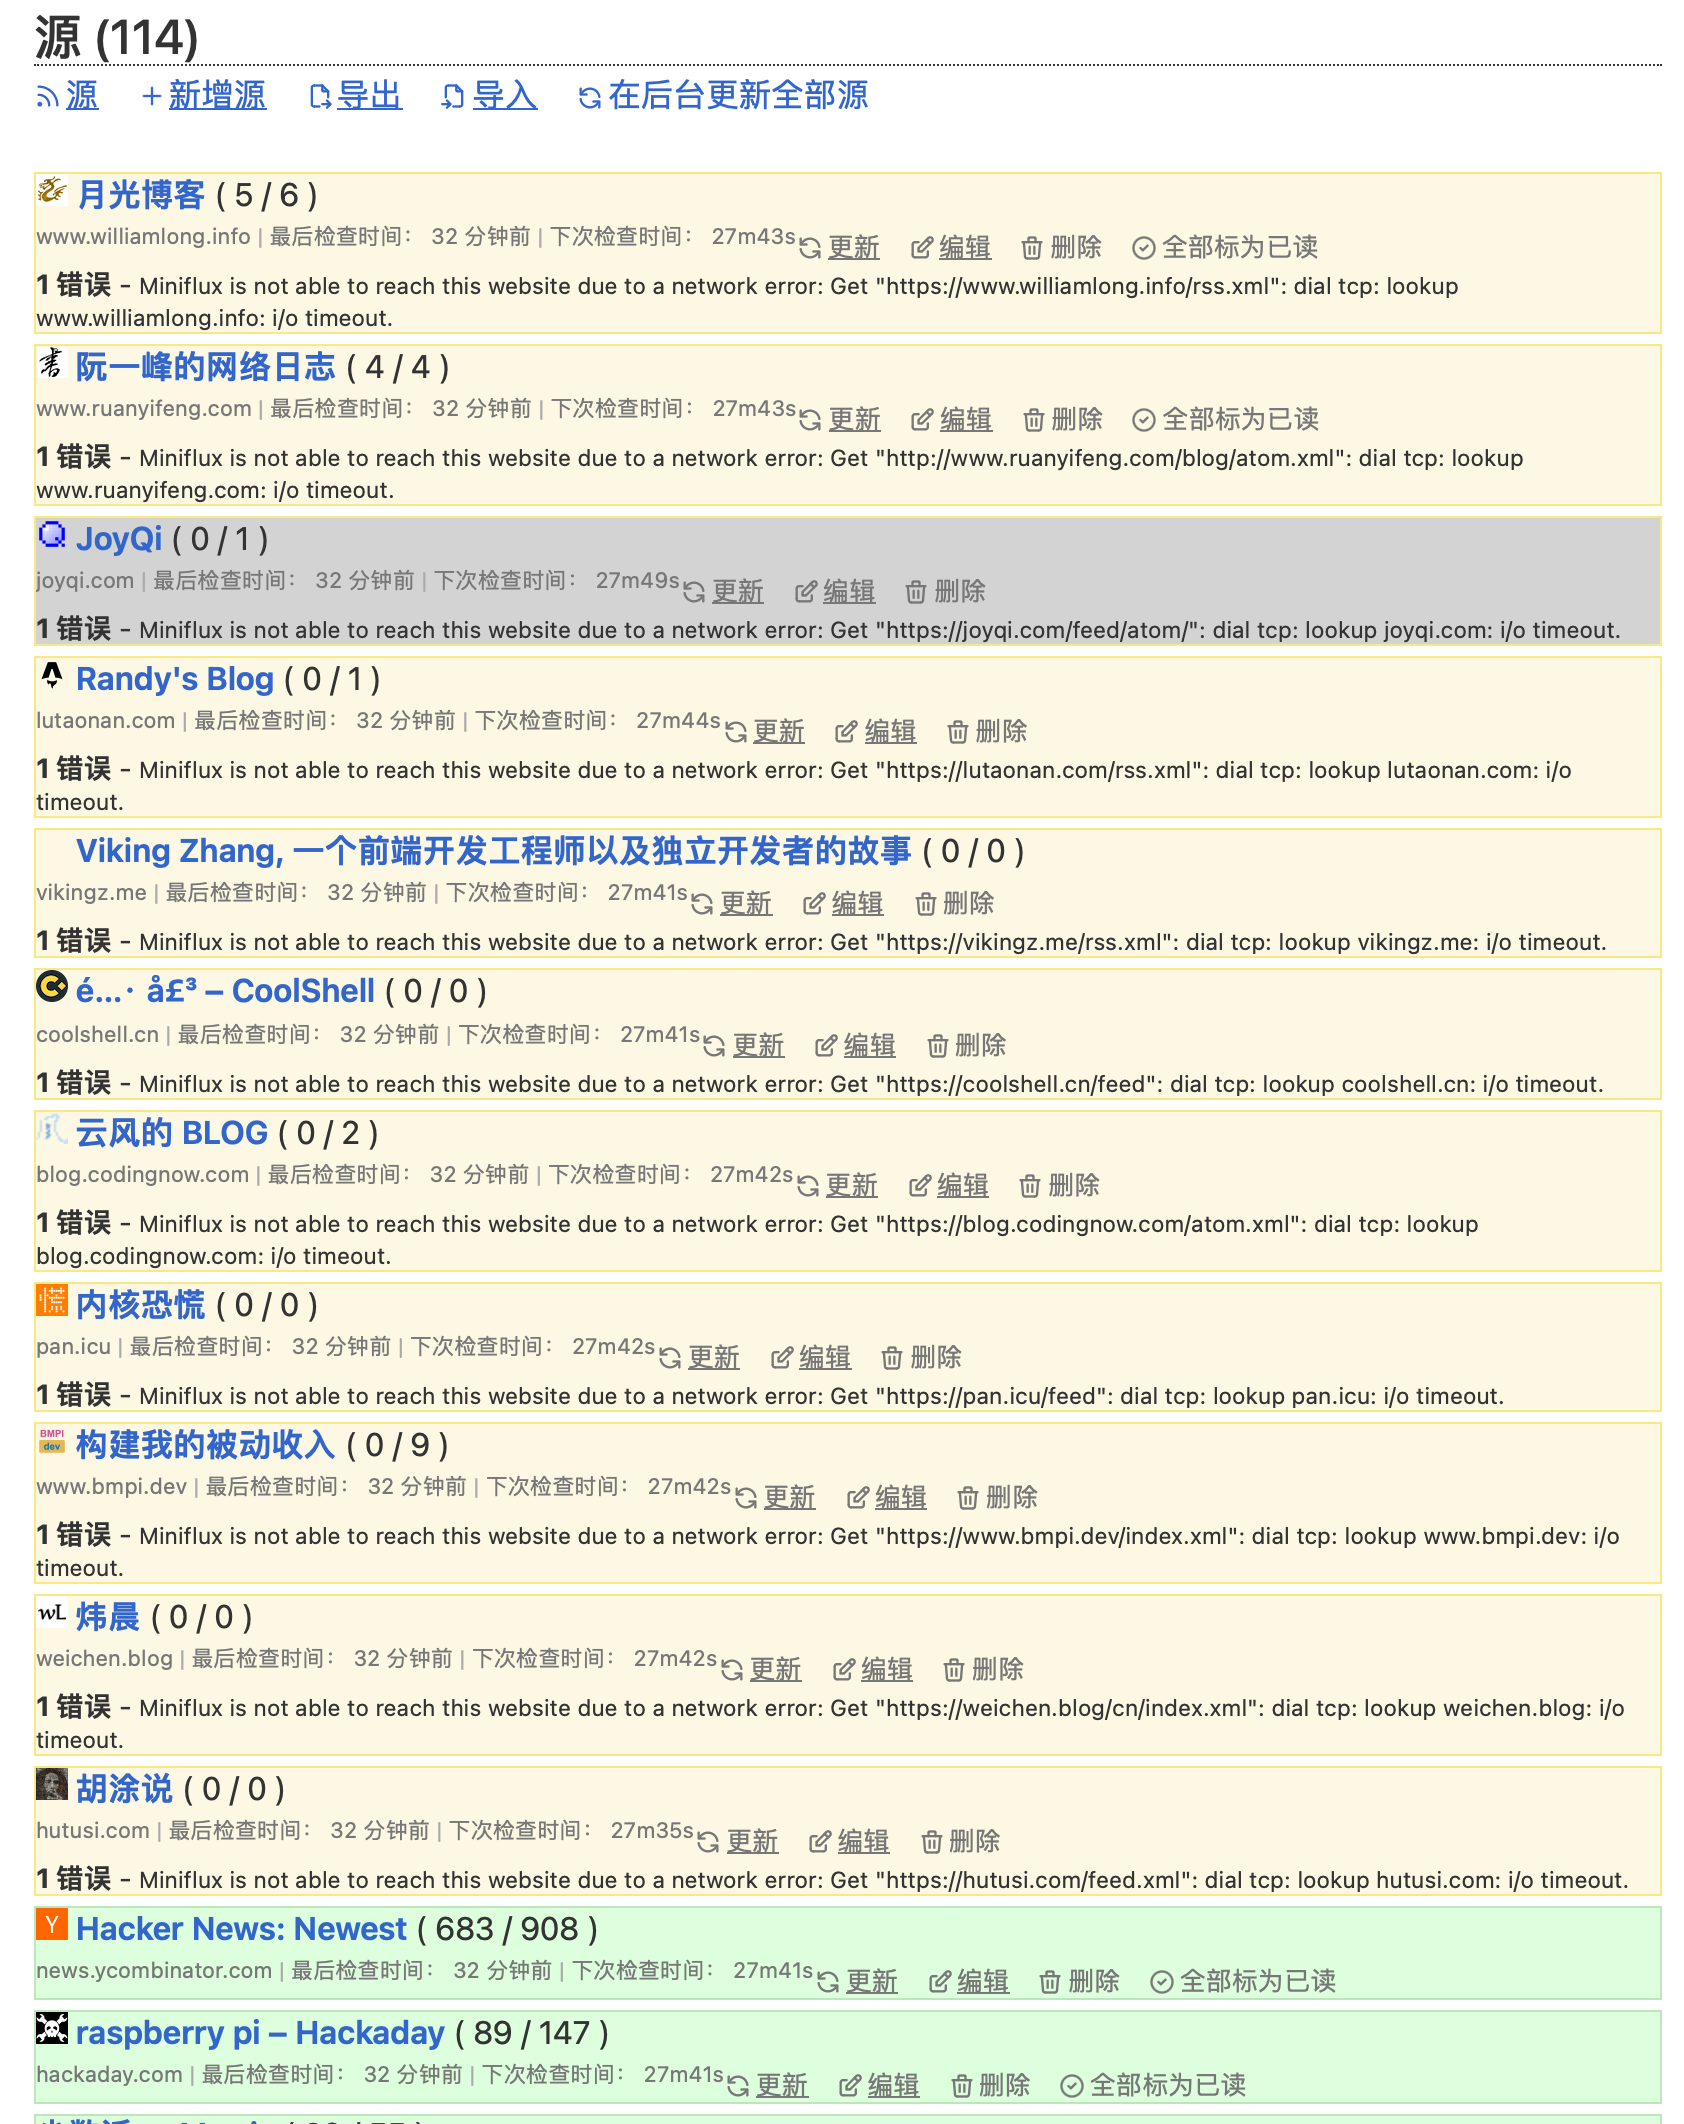 源 (114)
源 新增源 导出 导入 在后台更新全部源
月光博客 ( 5 / 6 )
www.williamlong.info | 最后检查时间： 32 分钟前 | 下次检查时间： 27m43s 更新 编辑 删除 全部标为已读
1 错误 - Miniflux is not able to reach this website due to a network error: Get "https://www.williamlong.info/rss.xml": dial tcp: lookup
www.williamlong.info: i/o timeout.
阮一峰的网络日志 ( 4 / 4 )
www.ruanyifeng.com | 最后检查时间： 32 分钟前 | 下次检查时间： 27m43s 更新 编辑 删除 全部标为已读
1 错误 - Miniflux is not able to reach this website due to a network error: Get "http://www.ruanyifeng.com/blog/atom.xml": dial tcp: lookup
www.ruanyifeng.com: i/o timeout.
JoyQi ( 0 / 1 )
joyqi.com | 最后检查时间： 32 分钟前 | 下次检查时间： 27m49s 更新 编辑 删除
1 错误 - Miniflux is not able to reach this website due to a network error: Get "https://joyqi.com/feed/atom/": dial tcp: lookup joyqi.com: i/o timeout.
Randy's Blog ( 0 / 1 )
lutaonan.com | 最后检查时间： 32 分钟前 | 下次检查时间： 27m44s 更新 编辑 删除
1 错误 - Miniflux is not able to reach this website due to a network error: Get "https://lutaonan.com/rss.xml": dial tcp: lookup lutaonan.com: i/o
timeout.
Viking Zhang, 一个前端开发工程师以及独立开发者的故事 ( 0 / 0 )
vikingz.me | 最后检查时间： 32 分钟前 | 下次检查时间： 27m41s 更新 编辑 删除
1 错误 - Miniflux is not able to reach this website due to a network error: Get "https://vikingz.me/rss.xml": dial tcp: lookup vikingz.me: i/o timeout.
é…· å£³ – CoolShell ( 0 / 0 )
coolshell.cn | 最后检查时间： 32 分钟前 | 下次检查时间： 27m41s 更新 编辑 删除
1 错误 - Miniflux is not able to reach this website due to a network error: Get "https://coolshell.cn/feed": dial tcp: lookup coolshell.cn: i/o timeout.
云风的 BLOG ( 0 / 2 )
blog.codingnow.com | 最后检查时间： 32 分钟前 | 下次检查时间： 27m42s 更新 编辑 删除
1 错误 - Miniflux is not able to reach this website due to a network error: Get "https://blog.codingnow.com/atom.xml": dial tcp: lookup
blog.codingnow.com: i/o timeout.
慌 内核恐慌 ( 0 / 0 )
pan.icu | 最后检查时间： 32 分钟前 | 下次检查时间： 27m42s 更新 编辑 删除
1 错误 - Miniflux is not able to reach this website due to a network error: Get "https://pan.icu/feed": dial tcp: lookup pan.icu: i/o timeout.
BMPI dev 构建我的被动收入 ( 0 / 9 )
www.bmpi.dev | 最后检查时间： 32 分钟前 | 下次检查时间： 27m42s 更新 编辑 删除
1 错误 - Miniflux is not able to reach this website due to a network error: Get "https://www.bmpi.dev/index.xml": dial tcp: lookup www.bmpi.dev: i/o
timeout.
wL 炜晨 ( 0 / 0 )
weichen.blog | 最后检查时间： 32 分钟前 | 下次检查时间： 27m42s 更新 编辑 删除
1 错误 - Miniflux is not able to reach this website due to a network error: Get "https://weichen.blog/cn/index.xml": dial tcp: lookup weichen.blog: i/o
timeout.
胡涂说 ( 0 / 0 )
hutusi.com | 最后检查时间： 32 分钟前 | 下次检查时间： 27m35s 更新 编辑 删除
1 错误 - Miniflux is not able to reach this website due to a network error: Get "https://hutusi.com/feed.xml": dial tcp: lookup hutusi.com: i/o timeout.
Y Hacker News: Newest ( 683 / 908 )
news.ycombinator.com | 最后检查时间： 32 分钟前 | 下次检查时间： 27m41s 更新 编辑 删除 全部标为已读
raspberry pi – Hackaday ( 89 / 147 )
hackaday.com | 最后检查时间： 32 分钟前 | 下次检查时间： 27m41s 更新 编辑 删除 全部标为已读